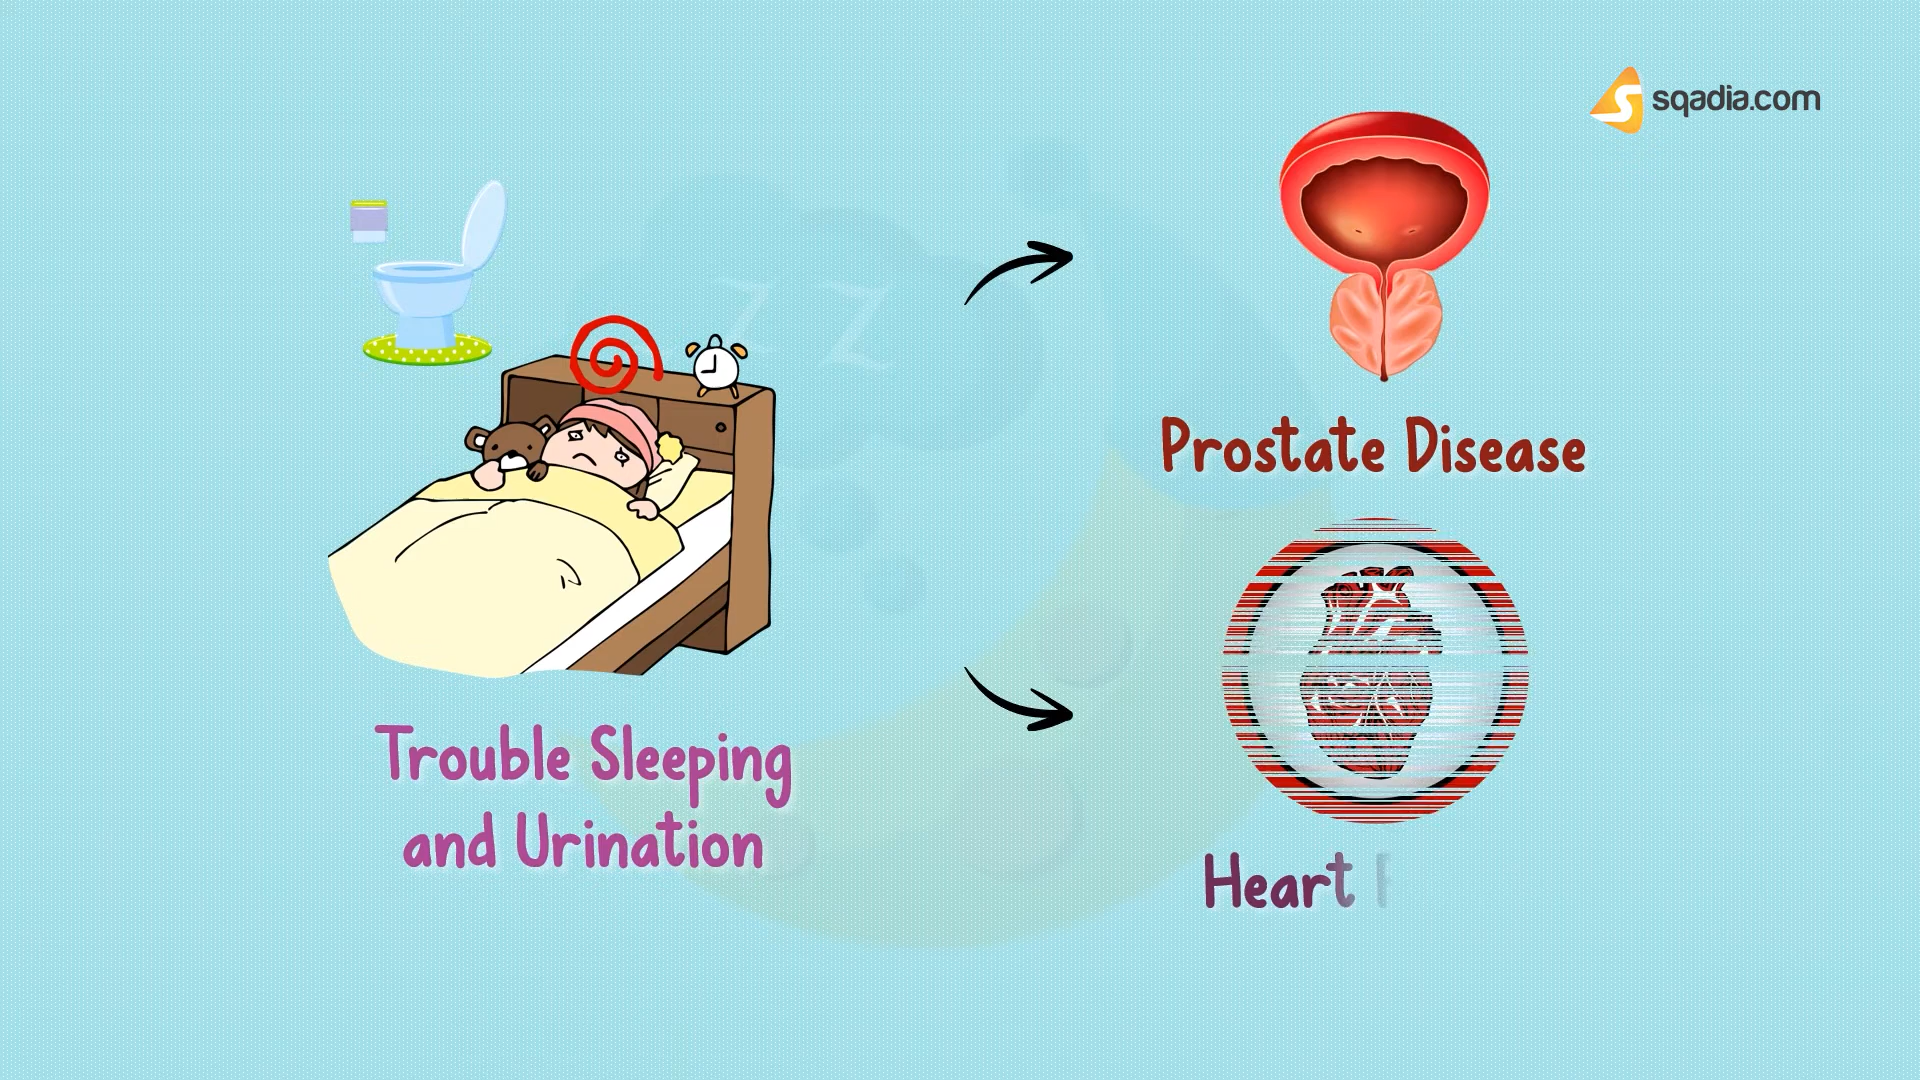 sqadia.com
Prostate Disease
Trouble Sleeping
and Urination
Heart